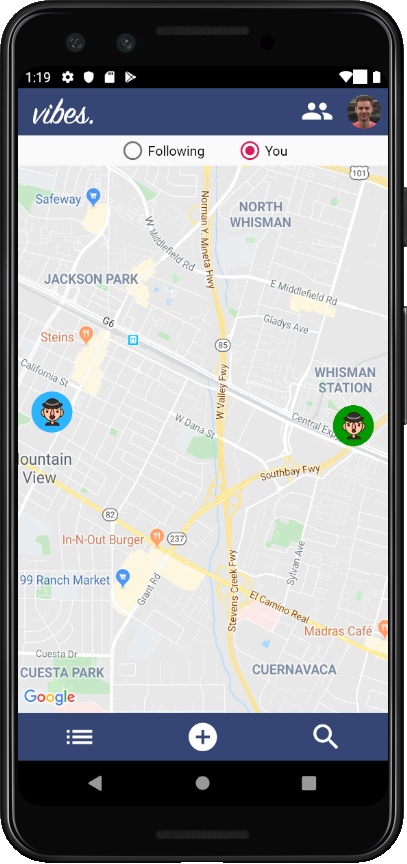 1:19
vibes.
Following
You
101
Safeway
NORTH
WHISMAN
Norman Y. Mineta Hwy
W Middlefield Rd
JACKSON PARK
E Middlefield Rd
G6
Gladys Ave
Steins
85
California St
W Valley Fwy
WHISMAN
STATION
W Dana St
Central Exp
ountain
View
Southbay Fwy
82
In-N-Out Burger
237
99 Ranch Market
Grant Rd
Sylvan Ave
Stevens Creek Fwy
El Camino Real
Madras Café
Cuesta Dr
CUESTA PARK
CUERNAVACA
Google